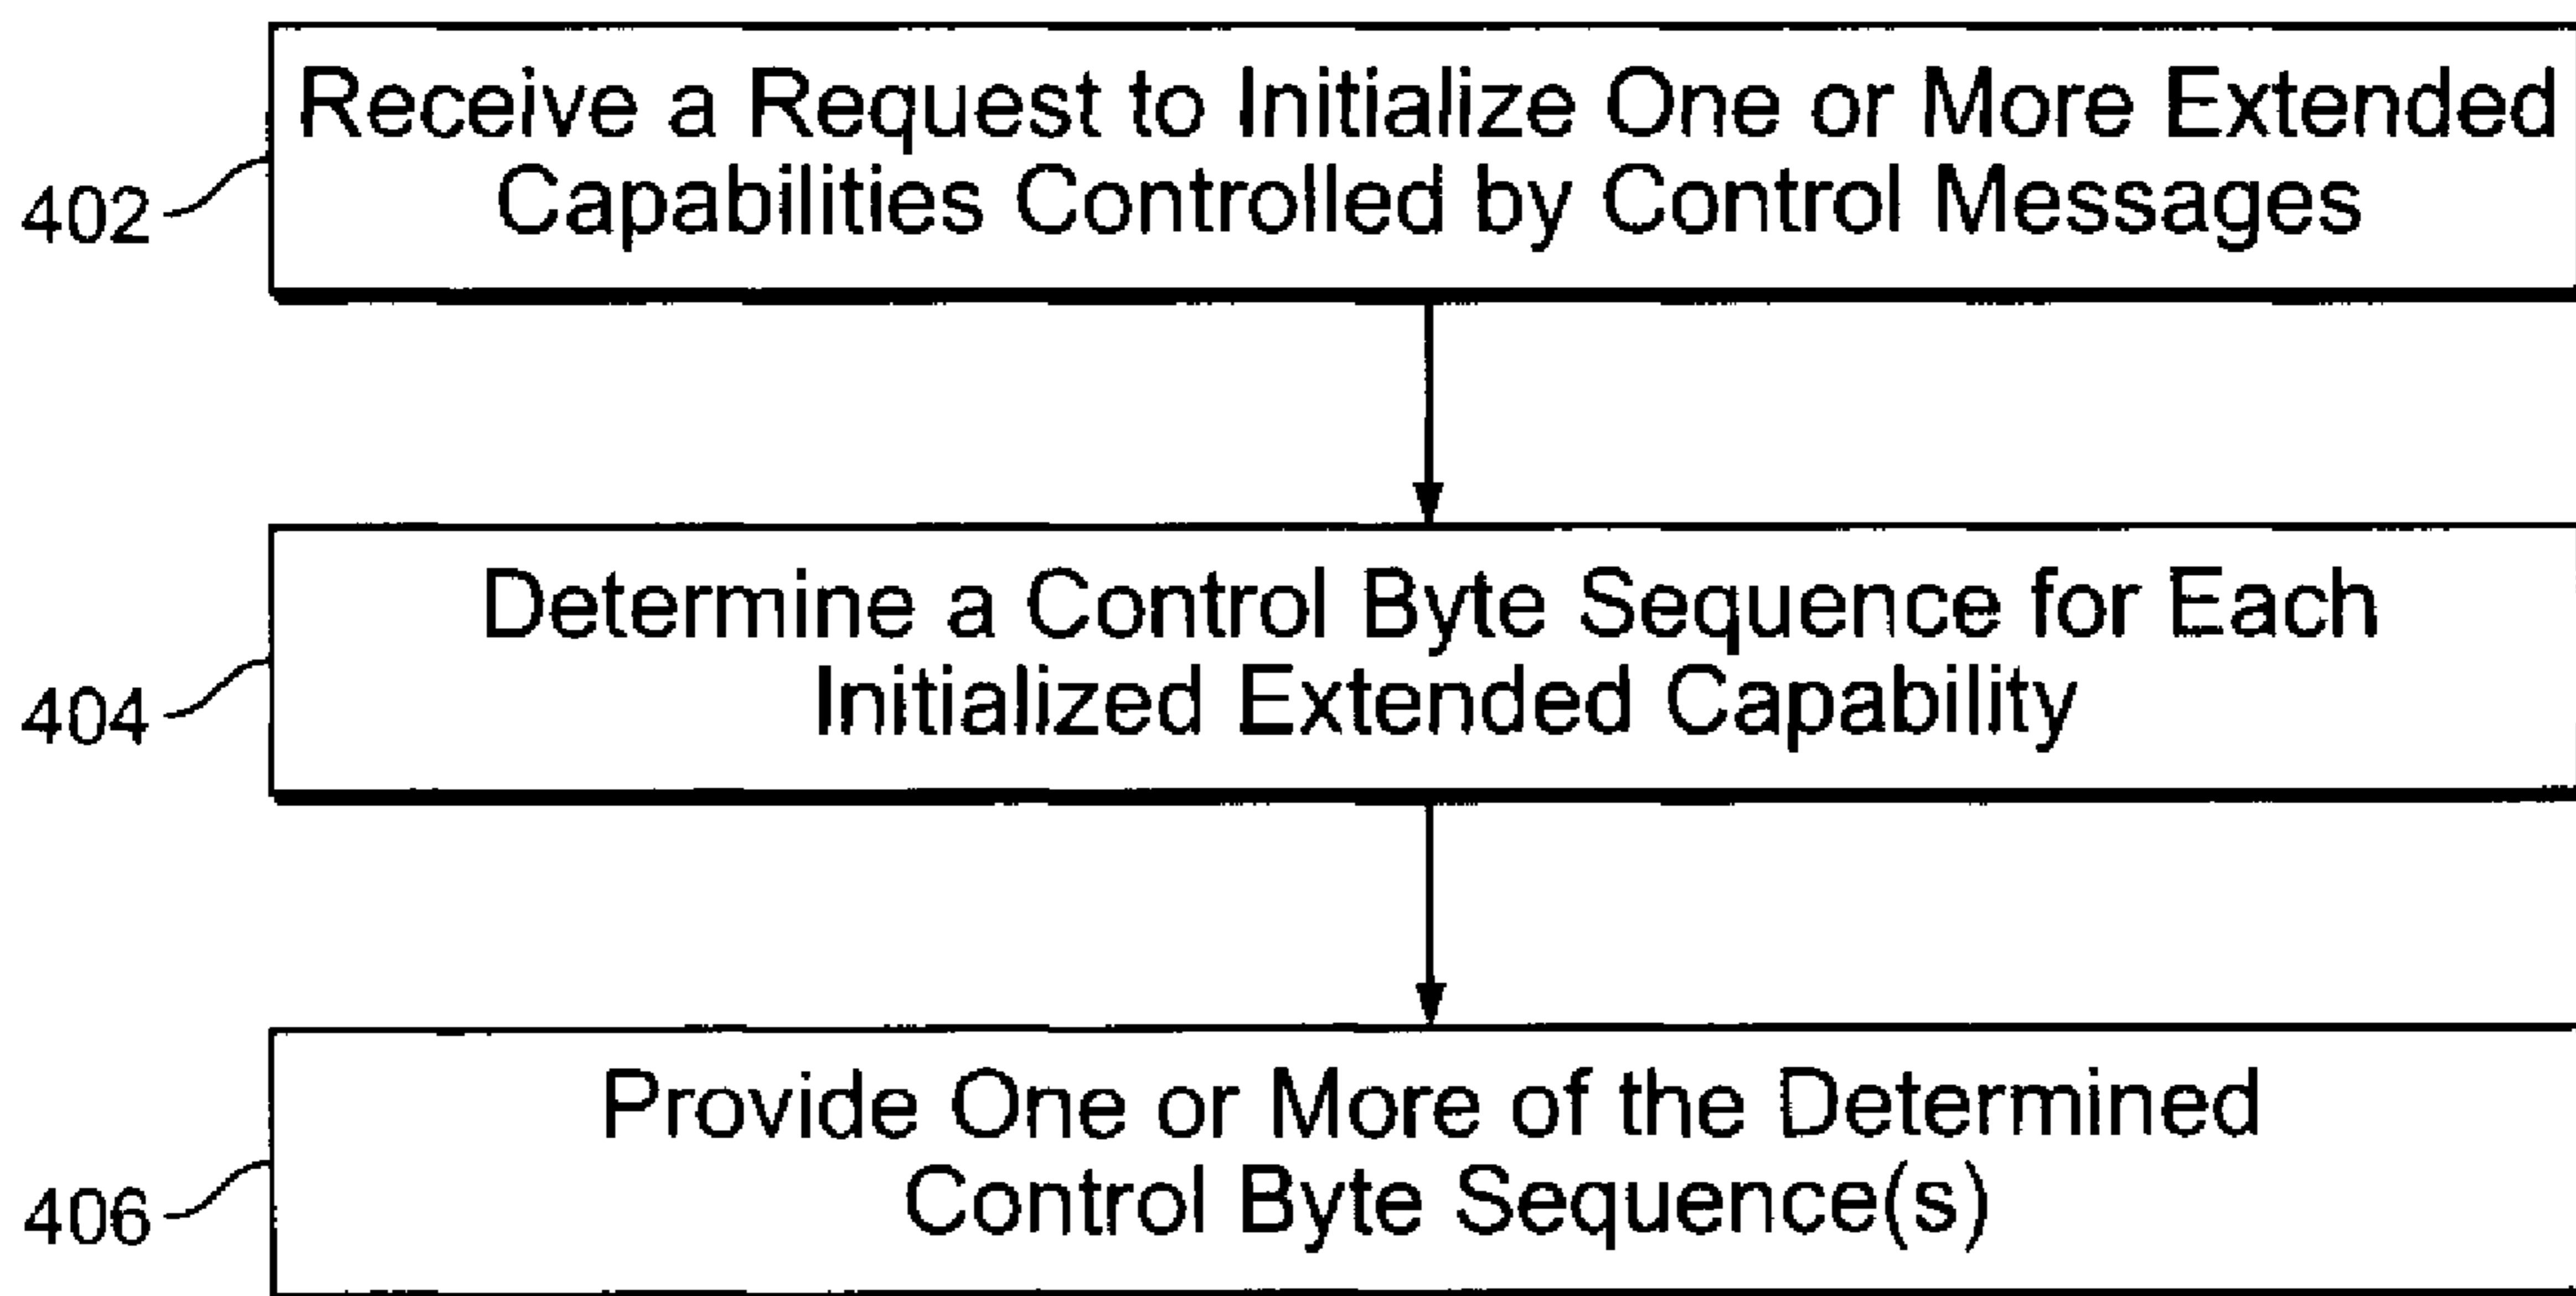 Receive a Request to Initialize One or More Extended
Capabilities Controlled by Control Messages
402
Determine a Control Byte Sequence for Each
Initialized Extended Capability
404
Provide One or More of the Determined
Control Byte Sequence(s)
406